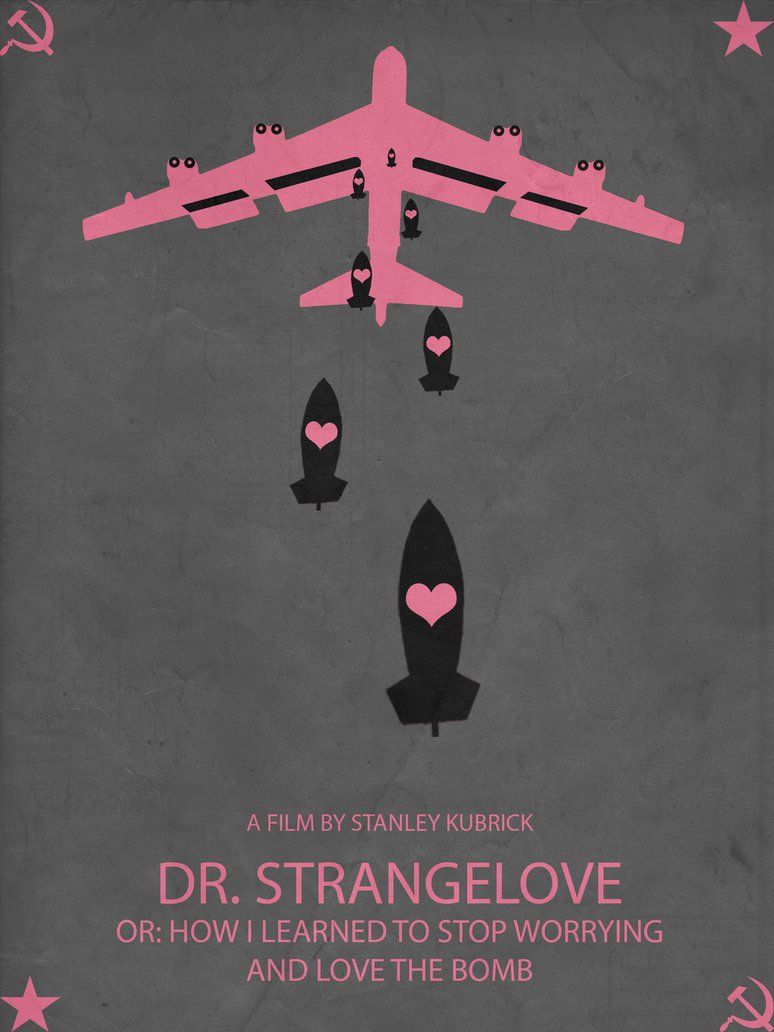 A FILM BY STANLEY KUBRICK
DR. STRANGELOVE
OR: HOW I LEARNED TO STOP WORRYING
AND LOVE THE BOMB